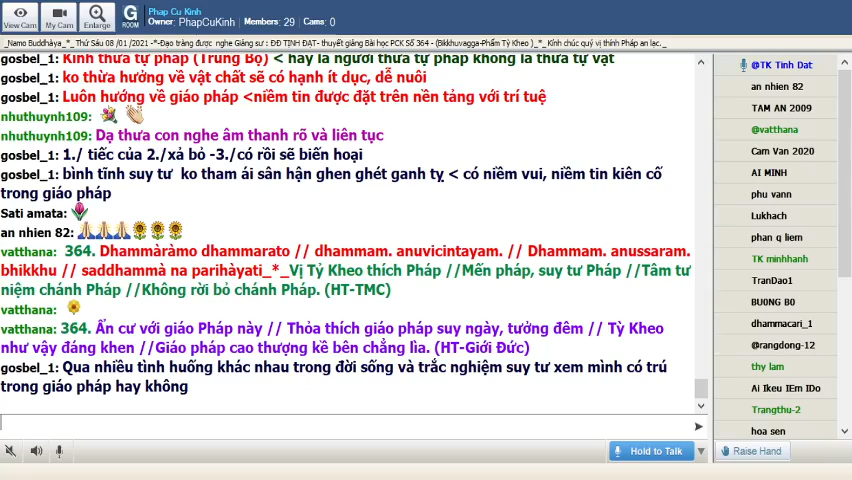 Phap Cu Kinh
Owner: PhapCuKinh Members: 29 Cams: 0
View Cam My Cam Enlarge G ROOM
_Namo Buddhàya_*_ Thứ Sáu 08 /01 /2021 -*-Đạo tràng được nghe Giảng sư : ĐĐ TỊNH ĐẠT- thuyết giảng Bài học PCK Số 364 - (Bikkhuvagga-Phẩm Tỳ Kheo )_*_ Kính chúc quý vị thính Pháp an lạc._
gosbel_1: Kinh thừa tự pháp (Trung Bộ) < hãy là người thừa tự pháp không là thừa tự vật
gosbel_1: ko thừa hưởng về vật chất sẽ có hạnh ít dục, dễ nuôi
gosbel_1: Luôn hướng về giáo pháp <niềm tin được đặt trên nền tảng với trí tuệ
nhuthuynh109:
nhuthuynh109: Dạ thưa con nghe âm thanh rõ và liên tục
gosbel_1: 1./ tiếc của 2./xả bỏ -3./có rồi sẽ biến hoại
gosbel_1: bình tĩnh suy tư ko tham ái sân hận ghen ghét ganh tỵ < có niềm vui, niềm tin kiên cố
trong giáo pháp
Sati amata:
an nhien 82:
vatthana: 364. Dhammàràmo dhammarato // dhammam. anuvicintayam. // Dhammam. anussaram.
bhikkhu // saddhammà na parihàyati_*_Vị Tỷ Kheo thích Pháp //Mến pháp, suy tư Pháp //Tâm tư
niệm chánh Pháp //Không rời bỏ chánh Pháp. (HT-TMC)
vatthana:
vatthana: 364. Ẩn cư với giáo Pháp này // Thỏa thích giáo pháp suy ngày, tưởng đêm // Tỳ Kheo
như vậy đáng khen //Giáo pháp cao thượng kề bên chẳng lìa. (HT-Giới Đức)
gosbel_1: Qua nhiều tình huống khác nhau trong đời sống và trắc nghiệm suy tư xem mình có trú
trong giáo pháp hay không
Hold to Talk
@TK Tinh Dat
an nhien 82
TAM AN 2009
@vatthana
Cam Van 2020
AI MINH
phu vann
Lukhach
phan q liem
TK minhhanh
TranDao1
BU0NG B0
dhammacari_1
@rangdong-12
thy lam
Ai Ikeu IEm IDo
Trangthu-2
hoa sen
Raise Hand